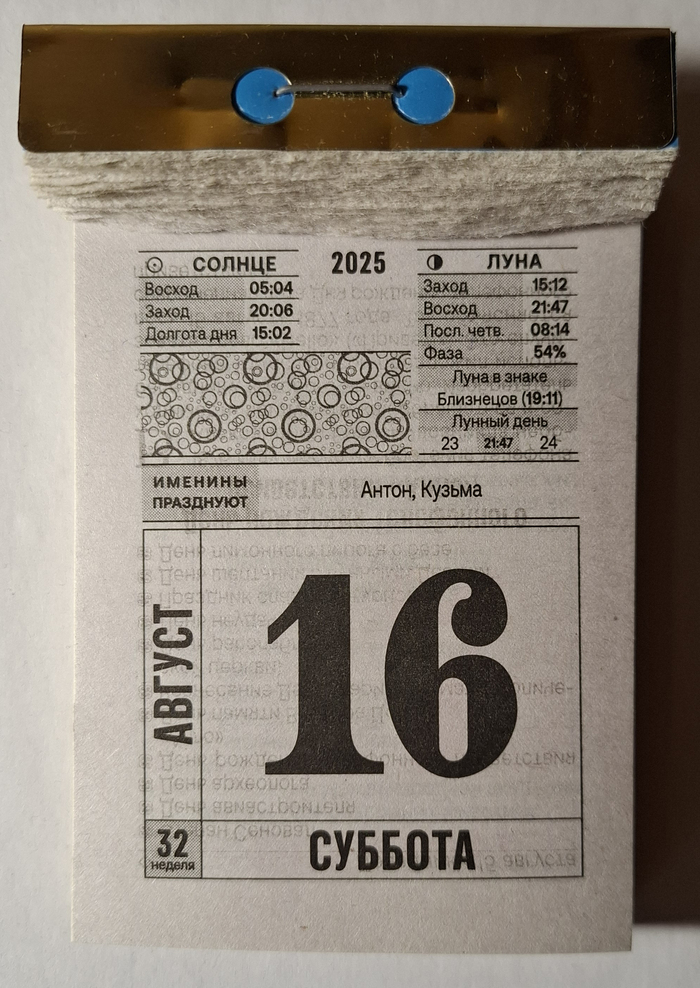 СОЛНЦЕ
Восход 05:04
Заход 20:06
Долгота дня 15:02
2025
ЛУНА
Заход 15:12
Восход 21:47
Посл. четв. 08:14
Фаза 54%
Луна в знаке
Близнецов (19:11)
Лунный день
23 21:47 24
ИМЕНИНЫ
ПРАЗДНУЮТ
Антон, Кузьма
АВГУСТ
16
32
неделя
СУББОТА